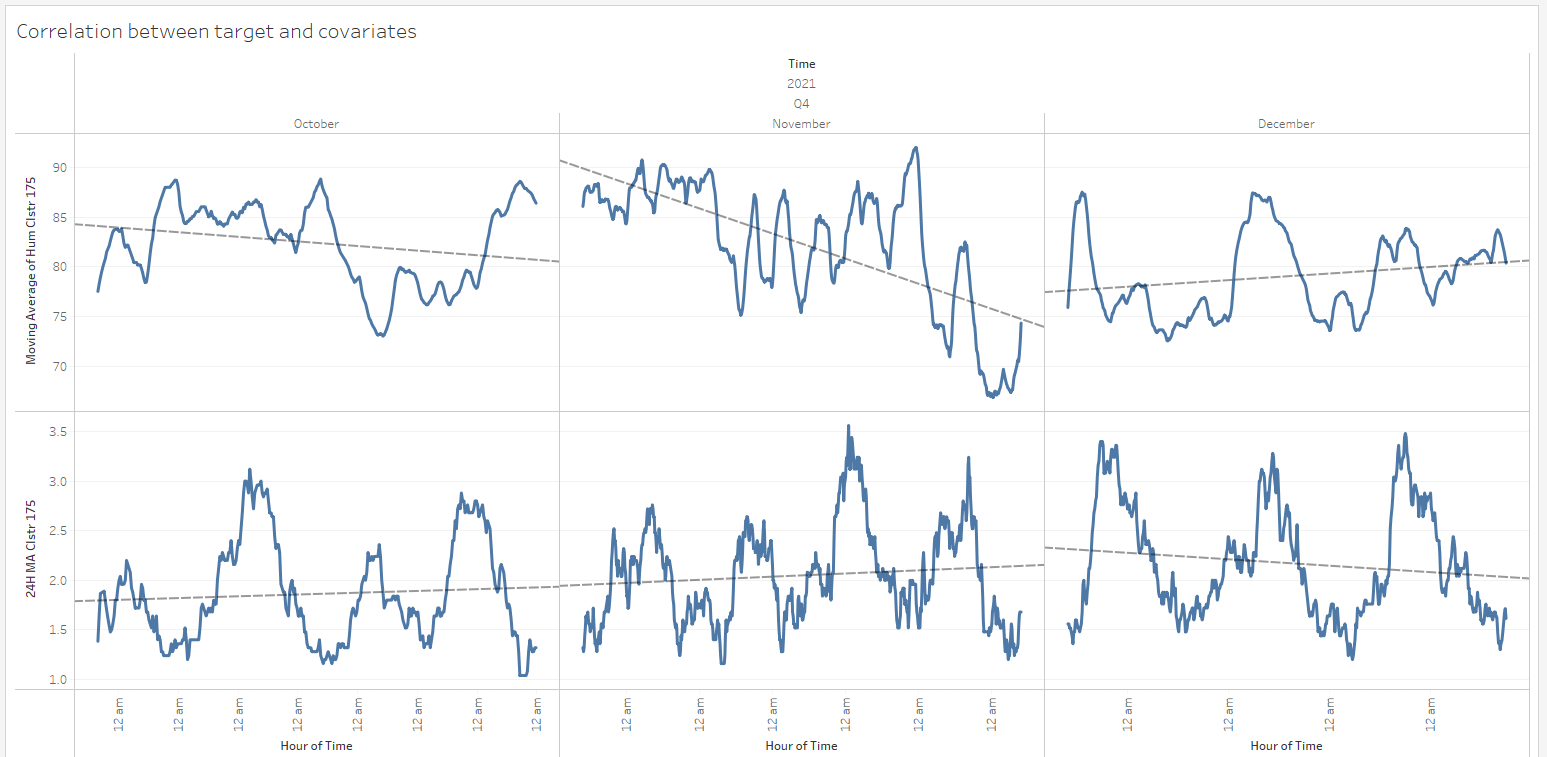 Correlation between target and covariates
Time
2021
Q4
October November December
Moving Average of Hum Clstr 175
90
85
80
75
70
24H MA Clstr 175
3.5
3.0
2.5
2.0
1.5
1.0
12 am 12 am 12 am 12 am 12 am 12 am 12 am 12 am 12 am 12 am 12 am 12 am 12 am 12 am 12 am 12 am 12 am 12 am
Hour of Time Hour of Time Hour of Time